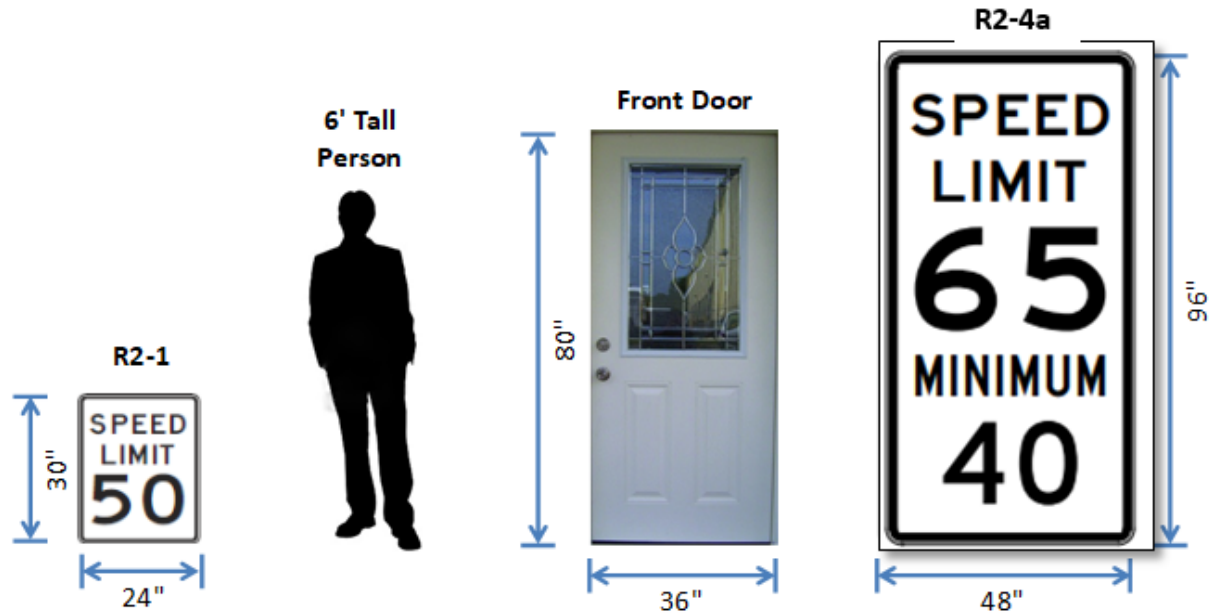 R2-1
30"
SPEED
LIMIT
50
24"
6' Tall
Person
Front Door
80"
36"
R2-4a
SPEED
LIMIT
65
MINIMUM
40
96"
48"